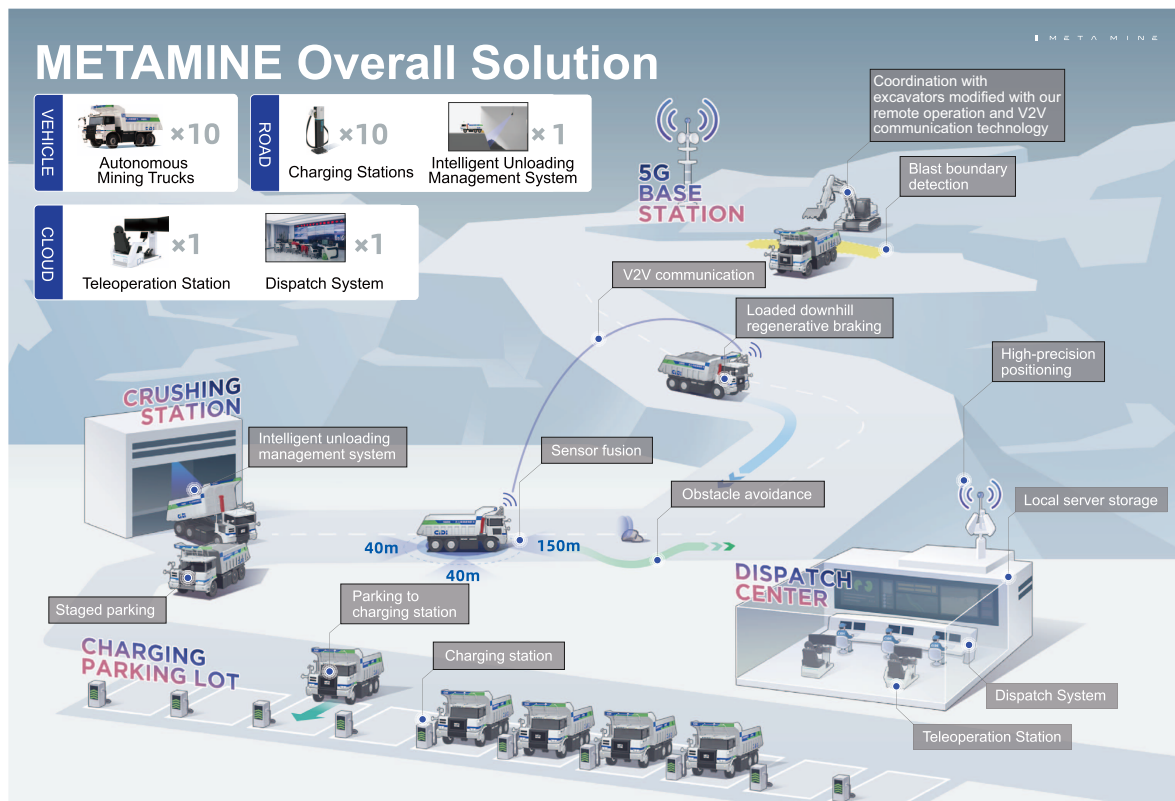 META MINE
METAMINE Overall Solution
VEHICLE
×10
Autonomous
Mining Trucks
ROAD
×10
Charging Stations
×1
Intelligent Unloading
Management System
CLOUD
×1
Teleoperation Station
×1
Dispatch System
5G
BASE
STATION
Coordination with
excavators modified with our
remote operation and V2V
communication technology
Blast boundary
detection
V2V communication
Loaded downhill
regenerative braking
High-precision
positioning
CRUSHING
STATION
Intelligent unloading
management system
Sensor fusion
Obstacle avoidance
Local server storage
CiDi
CiDi
CiDi
40m
150m
40m
DISPATCH
CENTER
Staged parking
Parking to
charging station
CHARGING
PARKING LOT
Charging station
Dispatch System
Teleoperation Station